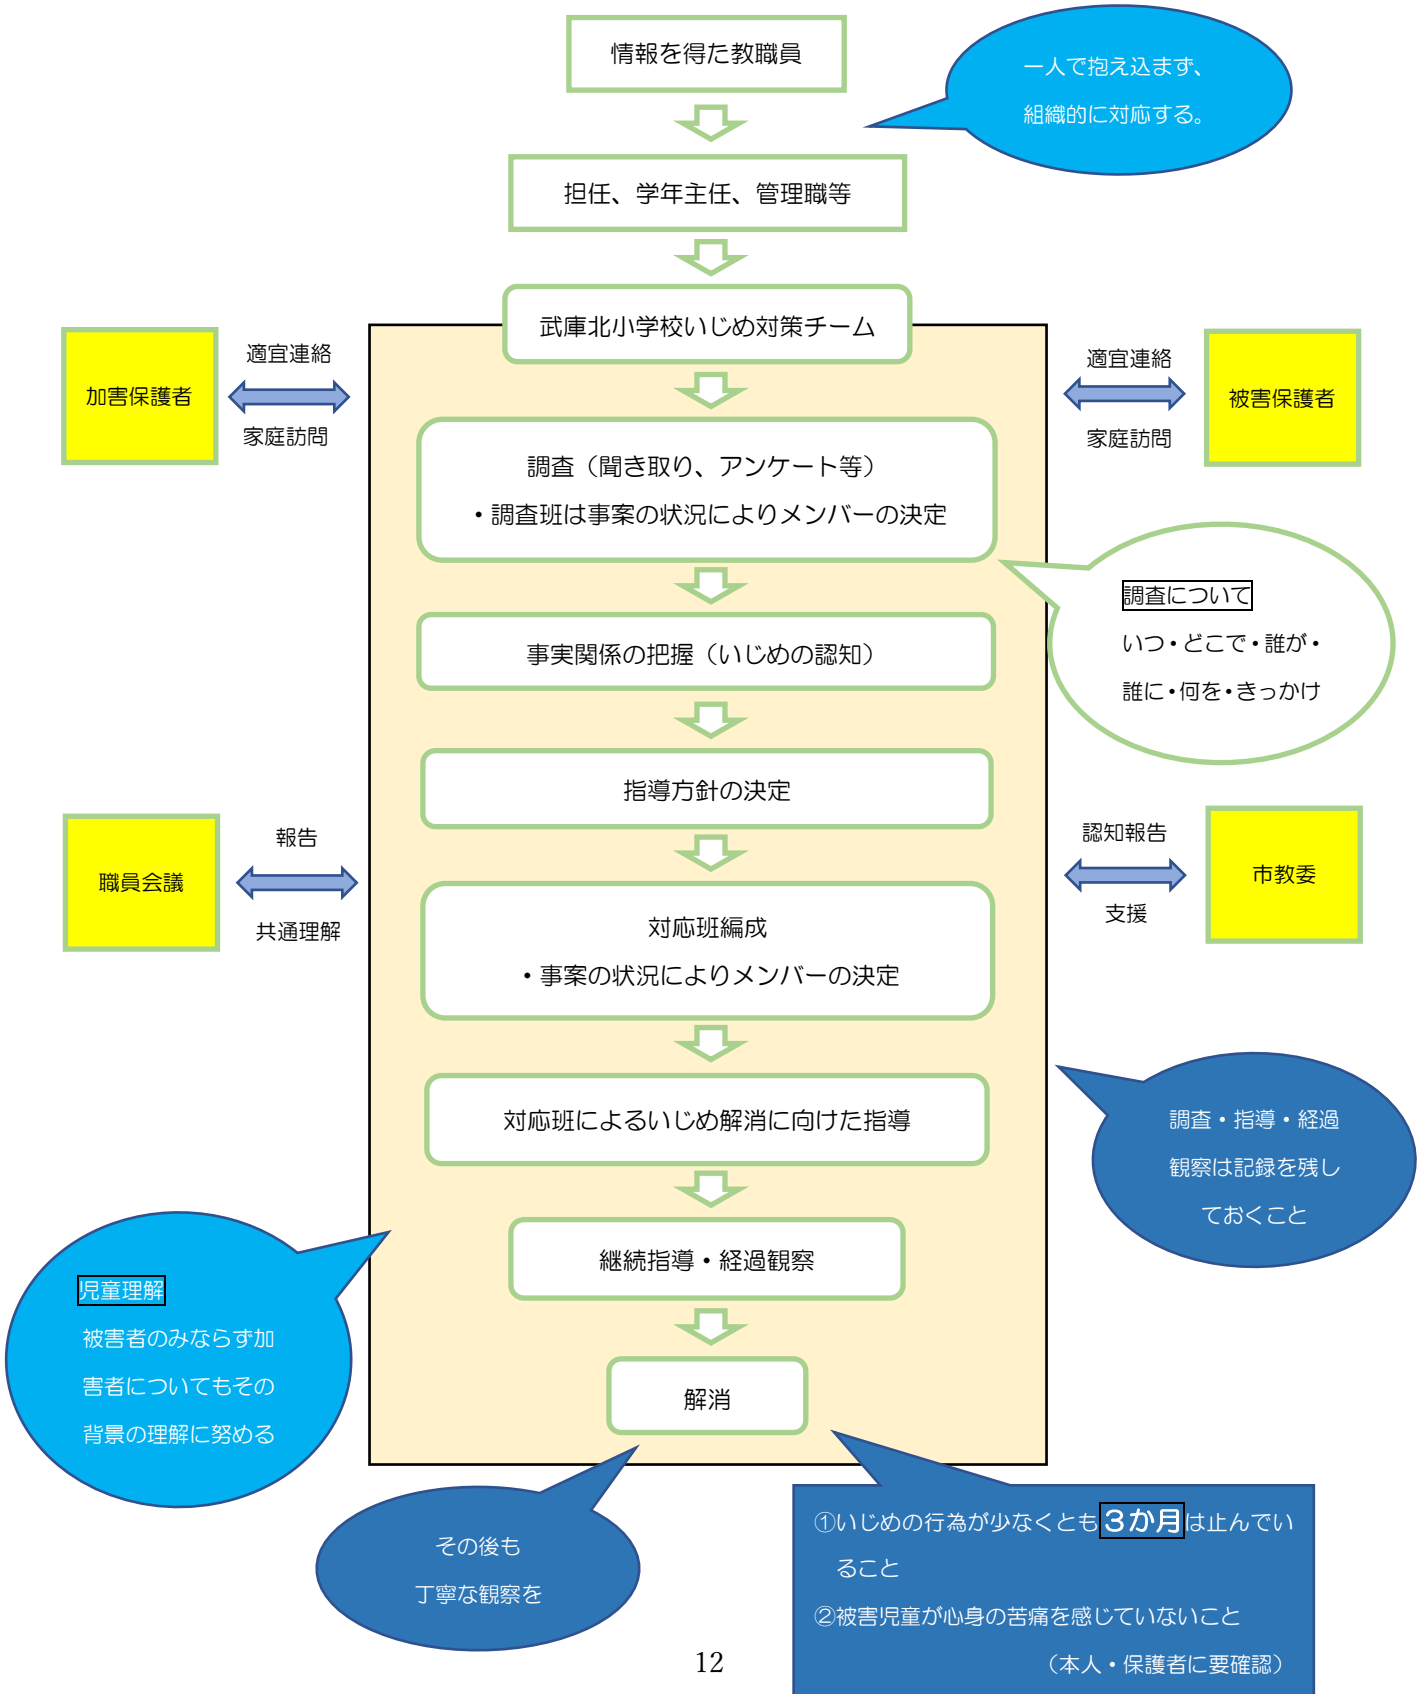 情報を得た教職員
一人で抱え込まず、
組織的に対応する。
担任、学年主任、管理職等
武庫北小学校いじめ対策チーム
加害保護者
適宜連絡
家庭訪問
適宜連絡
家庭訪問
被害保護者
調査（聞き取り、アンケート等）
・調査班は事案の状況によりメンバーの決定
調査について
いつ・どこで・誰が・
誰に・何を・きっかけ
事実関係の把握（いじめの認知）
指導方針の決定
職員会議
報告
共通理解
認知報告
支援
市教委
対応班編成
・事案の状況によりメンバーの決定
対応班によるいじめ解消に向けた指導
調査・指導・経過
観察は記録を残し
ておくこと
継続指導・経過観察
児童理解
被害者のみならず加
害者についてもその
背景の理解に努める
解消
その後も
丁寧な観察を
①いじめの行為が少なくとも３か月は止んでい
ること
②被害児童が心身の苦痛を感じていないこと
（本人・保護者に要確認）
12